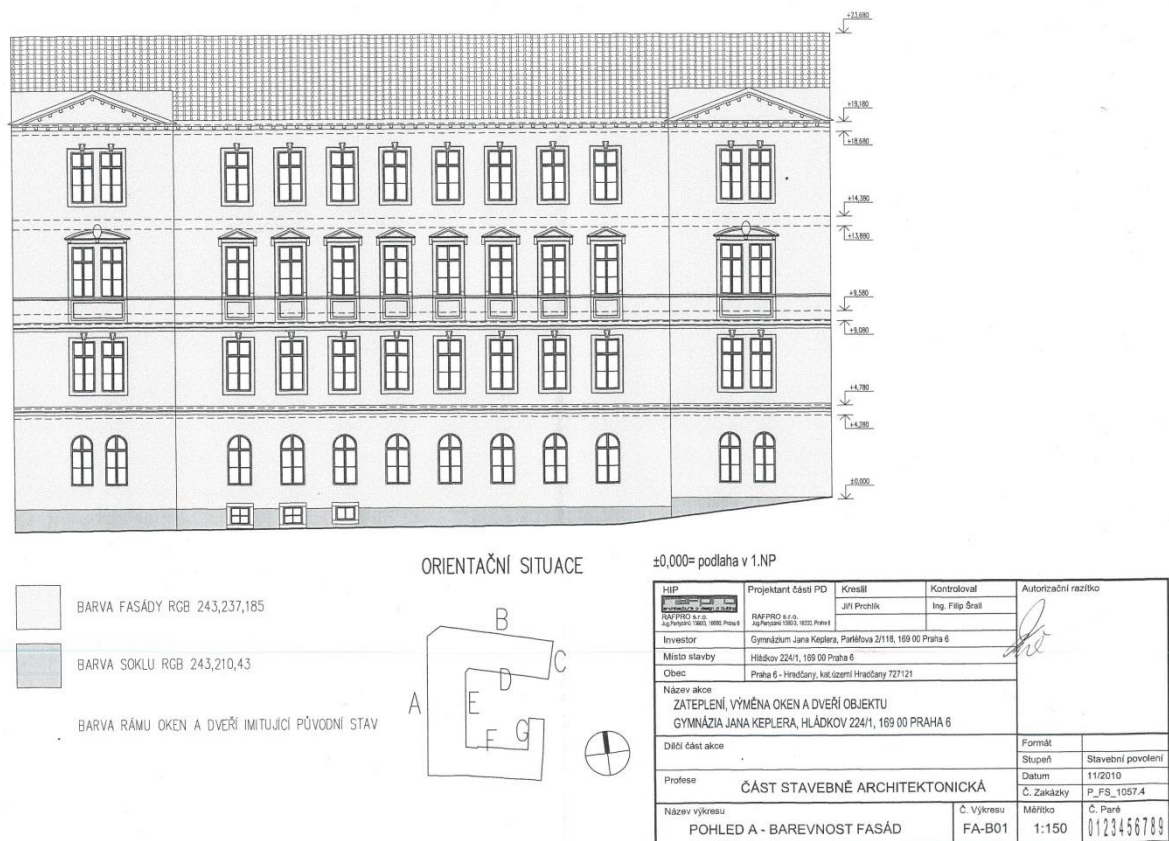 +23,680
+19,180
+18,680
+14,380
+13,880
+9,580
+9,080
+4,780
+4,280
±0,000
ORIENTAČNÍ SITUACE
±0,000= podlaha v 1.NP
BARVA FASÁDY RGB 243,237,185
BARVA SOKLU RGB 243,210,43
BARVA RÁMU OKEN A DVEŘÍ IMITUJÍCÍ PŮVODNÍ STAV
B
C
A
D
E
F
G
HIP
Projektant části PD
Kreslil
Kontroloval
Autorizační razítko
RAFPRO s.r.o.
RAFPRO s.r.o.
Jiří Prchlík
Ing. Filip Šrail
Investor
Gymnázium Jana Keplera, Parléřova 2/118, 169 00 Praha 6
Místo stavby
Hládkov 224/1, 169 00 Praha 6
Obec
Praha 6 - Hradčany, kat.území Hradčany 727121
Název akce
ZATEPLENÍ, VÝMĚNA OKEN A DVEŘÍ OBJEKTU
GYMNÁZIA JANA KEPLERA, HLÁDKOV 224/1, 169 00 PRAHA 6
Dílčí část akce
Formát
Stupeň
Stavební povolení
Profese
ČÁST STAVEBNĚ ARCHITEKTONICKÁ
Datum
11/2010
Č. Zakázky
P_FS_1057.4
Název výkresu
POHLED A - BAREVNOST FASÁD
Č. Výkresu
FA-B01
Měřítko
1:150
Č. Paré
0123456789